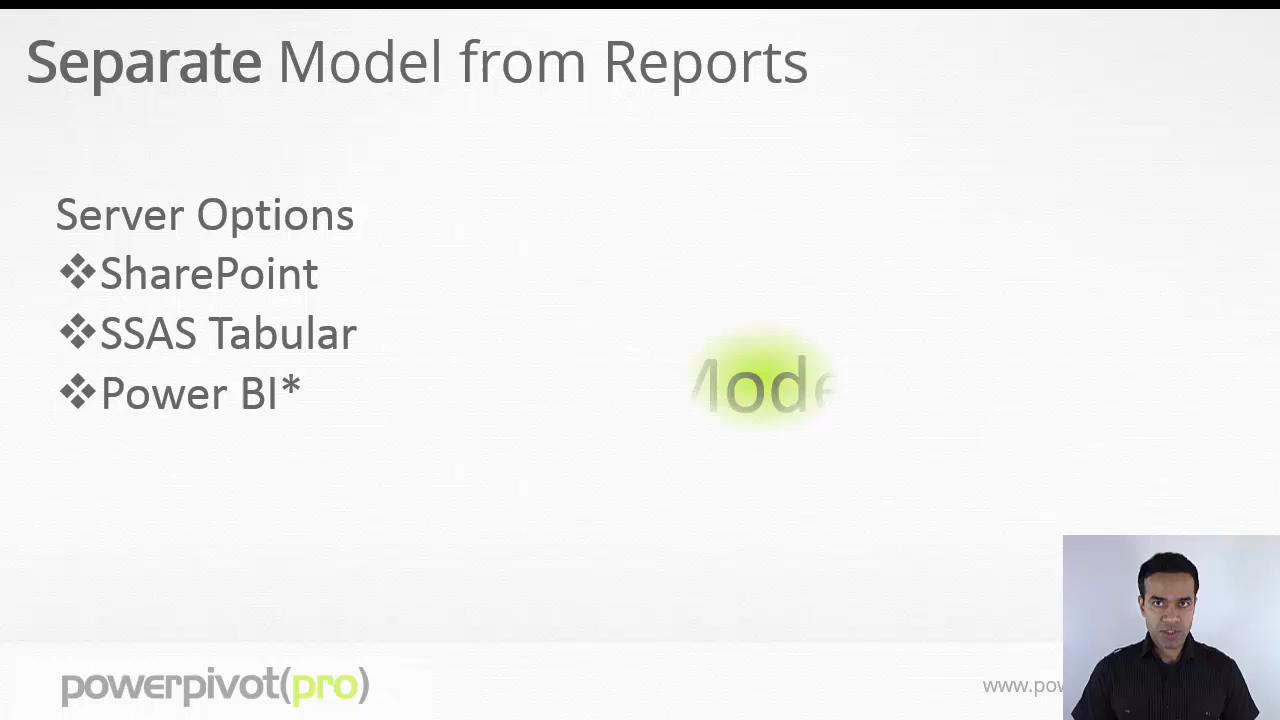 Separate Model from Reports
Server Options
❖SharePoint
❖SSAS Tabular
❖Power BI*
powerpivot(pro)